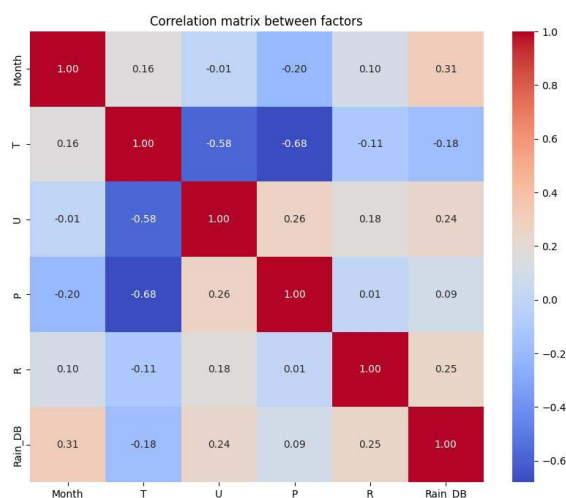 Correlation matrix between factors
Month 1.00 0.16 -0.01 -0.20 0.10 0.31
T 0.16 1.00 -0.58 -0.68 -0.11 -0.18
U -0.01 -0.58 1.00 0.26 0.18 0.24
P -0.20 -0.68 0.26 1.00 0.01 0.09
R 0.10 -0.11 0.18 0.01 1.00 0.25
Rain_DB 0.31 -0.18 0.24 0.09 0.25 1.00
Month T U P R Rain_DB
1.0
0.8
0.6
0.4
0.2
0.0
−0.2
−0.4
−0.6